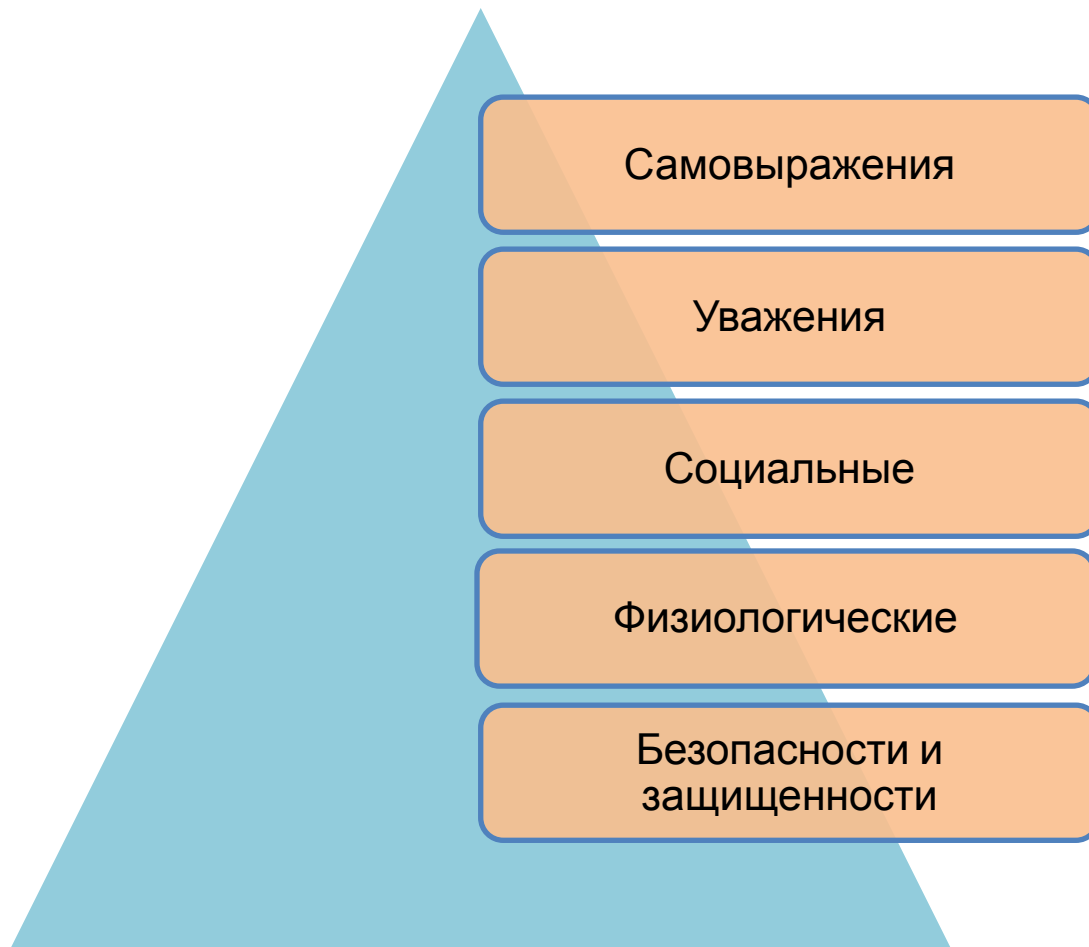 Самовыражения
Уважения
Социальные
Физиологические
Безопасности и
защищенности